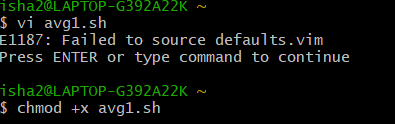 isha2@LAPTOP-G392A22K ~
$ vi avg1.sh
E1187: Failed to source defaults.vim
Press ENTER or type command to continue

isha2@LAPTOP-G392A22K ~
$ chmod +x avg1.sh